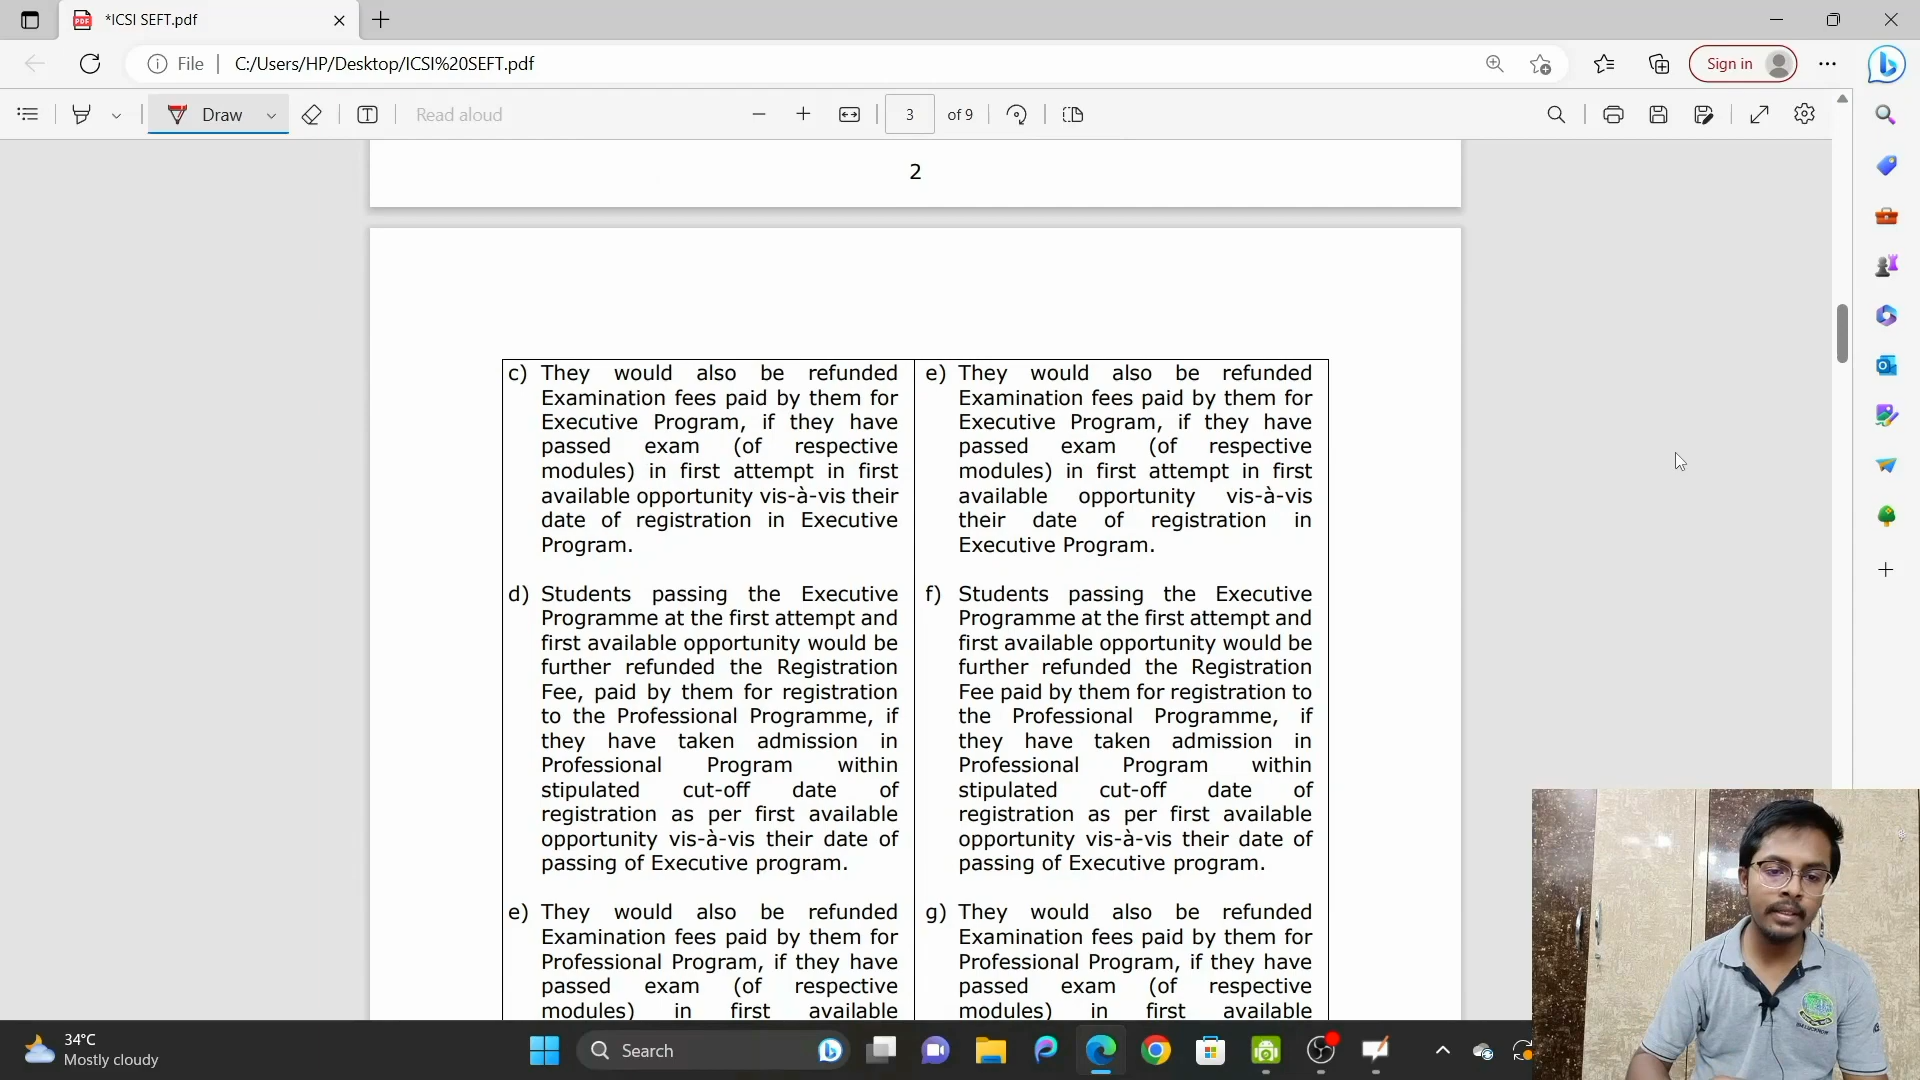 *ICSI SEFT.pdf
File
C:/Users/HP/Desktop/ICSI%20SEFT.pdf
Sign in
Draw
Read aloud
3 of 9
2
c) They would also be refunded
Examination fees paid by them for
Executive Program, if they have
passed exam (of respective
modules) in first attempt in first
available opportunity vis-à-vis their
date of registration in Executive
Program.
d) Students passing the Executive
Programme at the first attempt and
first available opportunity would be
further refunded the Registration
Fee, paid by them for registration
to the Professional Programme, if
they have taken admission in
Professional Program within
stipulated cut-off date of
registration as per first available
opportunity vis-à-vis their date of
passing of Executive program.
e) They would also be refunded
Examination fees paid by them for
Professional Program, if they have
passed exam (of respective
modules) in first available
e) They would also be refunded
Examination fees paid by them for
Executive Program, if they have
passed exam (of respective
modules) in first attempt in first
available opportunity vis-à-vis
their date of registration in
Executive Program.
f) Students passing the Executive
Programme at the first attempt and
first available opportunity would be
further refunded the Registration
Fee paid by them for registration to
the Professional Programme, if
they have taken admission in
Professional Program within
stipulated cut-off date of
registration as per first available
opportunity vis-à-vis their date of
passing of Executive program.
g) They would also be refunded
Examination fees paid by them for
Professional Program, if they have
passed exam (of respective
modules) in first available
34°C
Mostly cloudy
Search